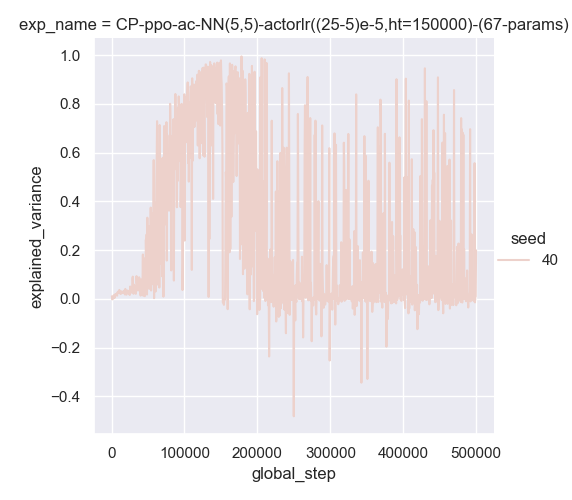 exp_name = CP-ppo-ac-NN(5,5)-actorlr((25-5)e-5,ht=150000)-(67-params)
1.0
0.8
0.6
0.4
0.2
0.0
−0.2
−0.4
explained_variance
0 100000 200000 300000 400000 500000
global_step
seed
40